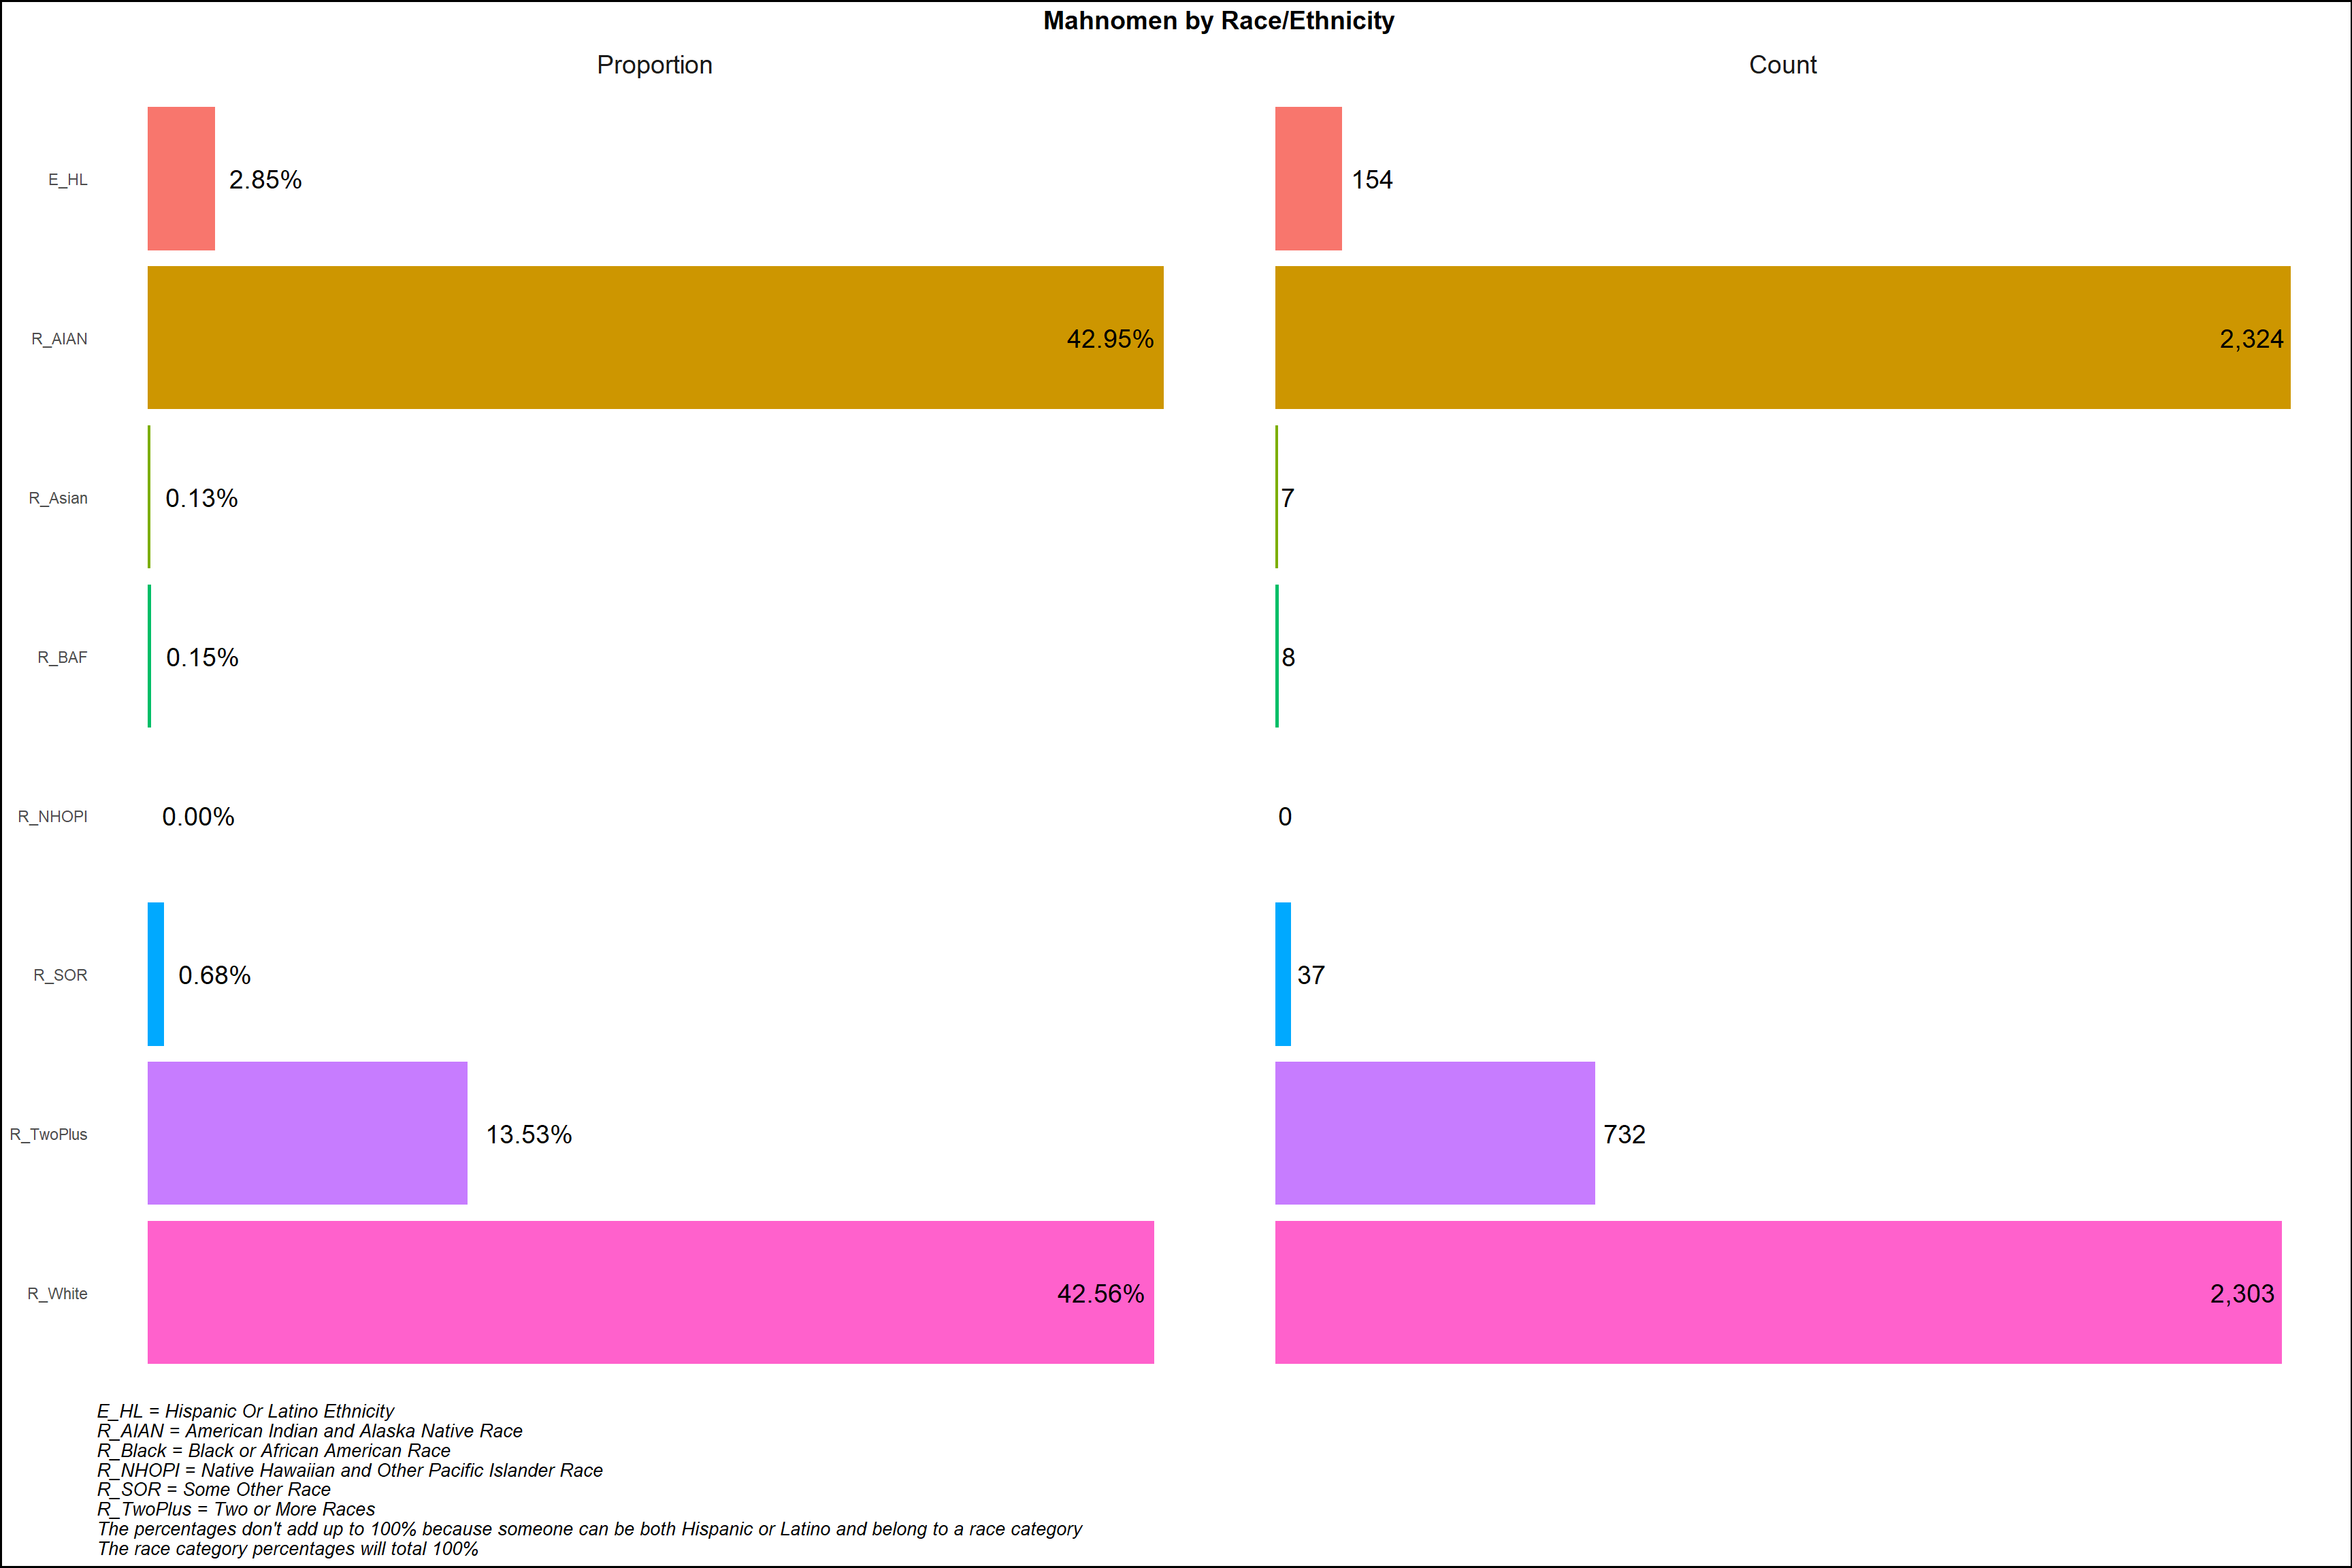 Mahnomen by Race/Ethnicity
Proportion
Count
E_HL 2.85% 154
R_AIAN 42.95% 2,324
R_Asian 0.13% 7
R_BAF 0.15% 8
R_NHOPI 0.00% 0
R_SOR 0.68% 37
R_TwoPlus 13.53% 732
R_White 42.56% 2,303
E_HL = Hispanic Or Latino Ethnicity
R_AIAN = American Indian and Alaska Native Race
R_Black = Black or African American Race
R_NHOPI = Native Hawaiian and Other Pacific Islander Race
R_SOR = Some Other Race
R_TwoPlus = Two or More Races
The percentages don't add up to 100% because someone can be both Hispanic or Latino and belong to a race category
The race category percentages will total 100%